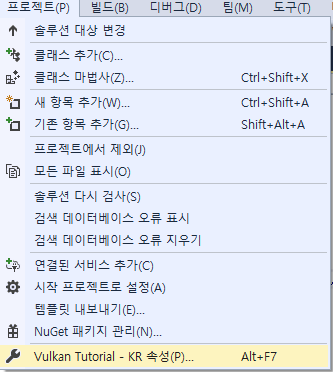 프로젝트(P) 빌드(B) 디버그(D) 팀(M) 도구(T)
솔루션 대상 변경
클래스 추가(C)...
클래스 마법사(Z)... Ctrl+Shift+X
새 항목 추가(W)... Ctrl+Shift+A
기존 항목 추가(G)... Shift+Alt+A
프로젝트에서 제외(J)
모든 파일 표시(O)
솔루션 다시 검사(S)
검색 데이터베이스 오류 표시
검색 데이터베이스 오류 지우기
연결된 서비스 추가(C)
시작 프로젝트로 설정(A)
템플릿 내보내기(E)...
NuGet 패키지 관리(N)...
Vulkan Tutorial - KR 속성(P)... Alt+F7